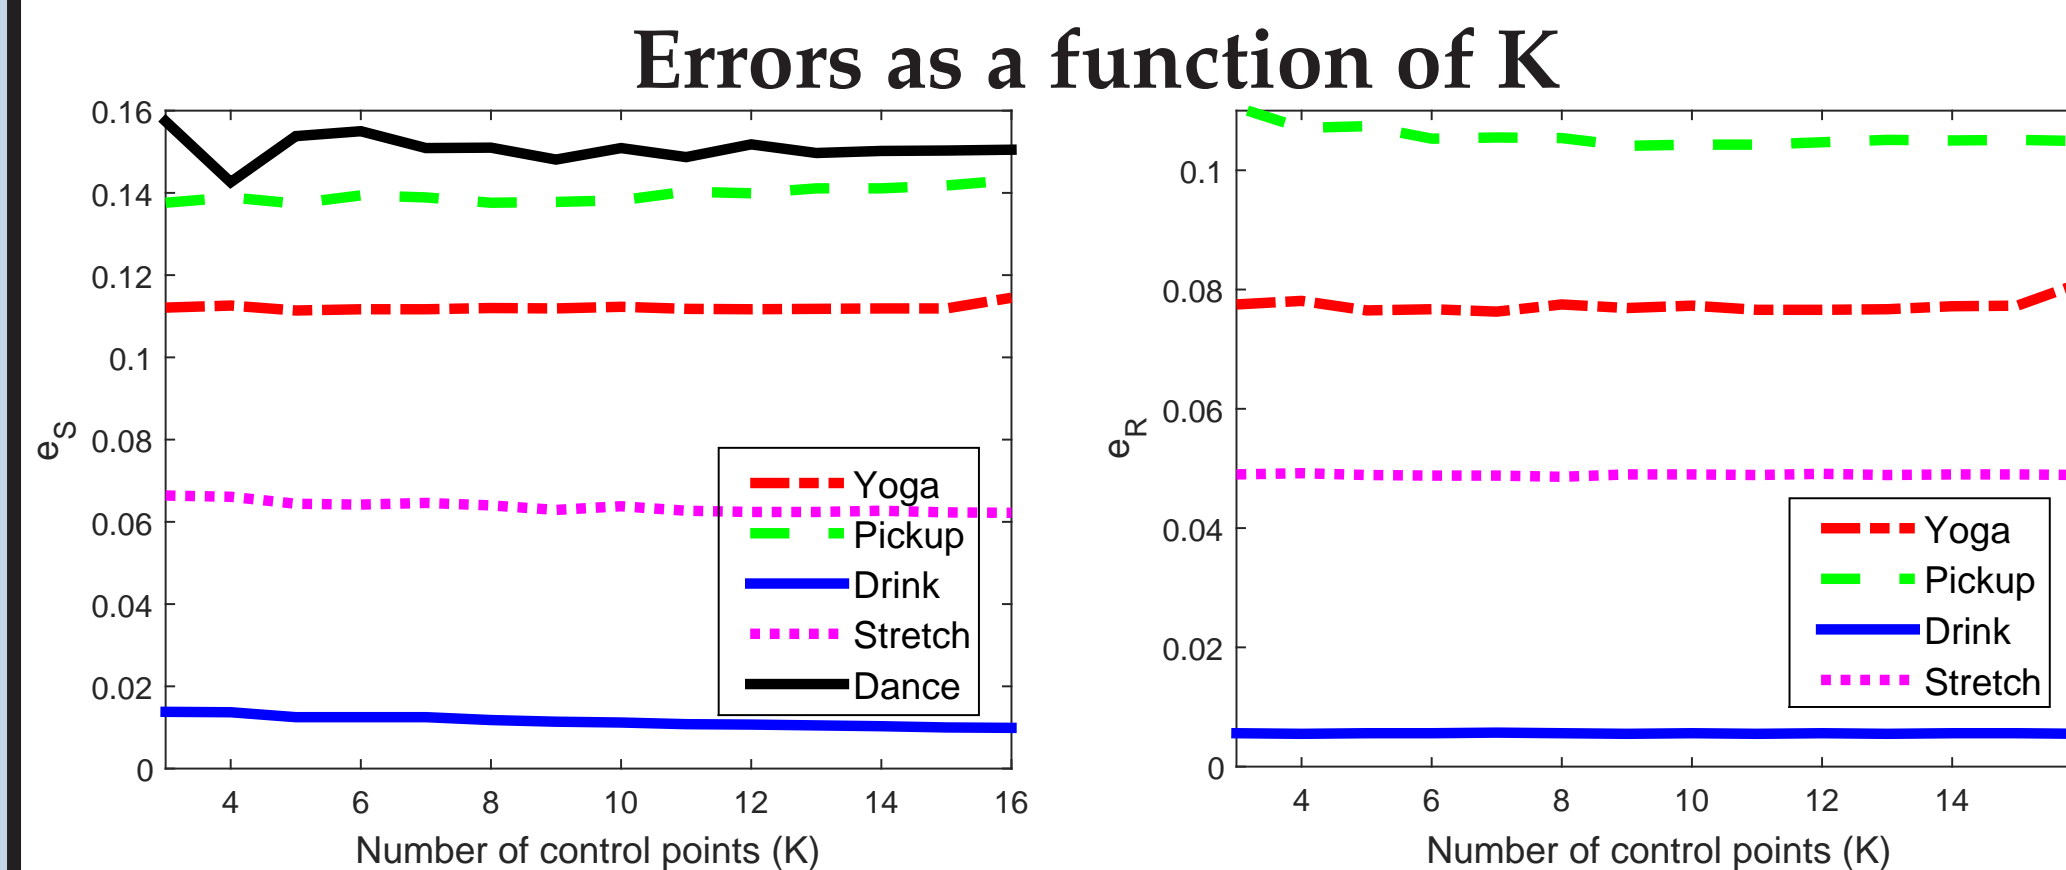 Errors as a function of K
0.16
0.14
0.12
0.1
0.08
0.06
0.04
0.02
0
e_S
4 6 8 10 12 14 16
Number of control points (K)
Yoga
Pickup
Drink
Stretch
Dance
0.1
0.08
0.06
0.04
0.02
0
e_R
4 6 8 10 12 14
Number of control points (K)
Yoga
Pickup
Drink
Stretch